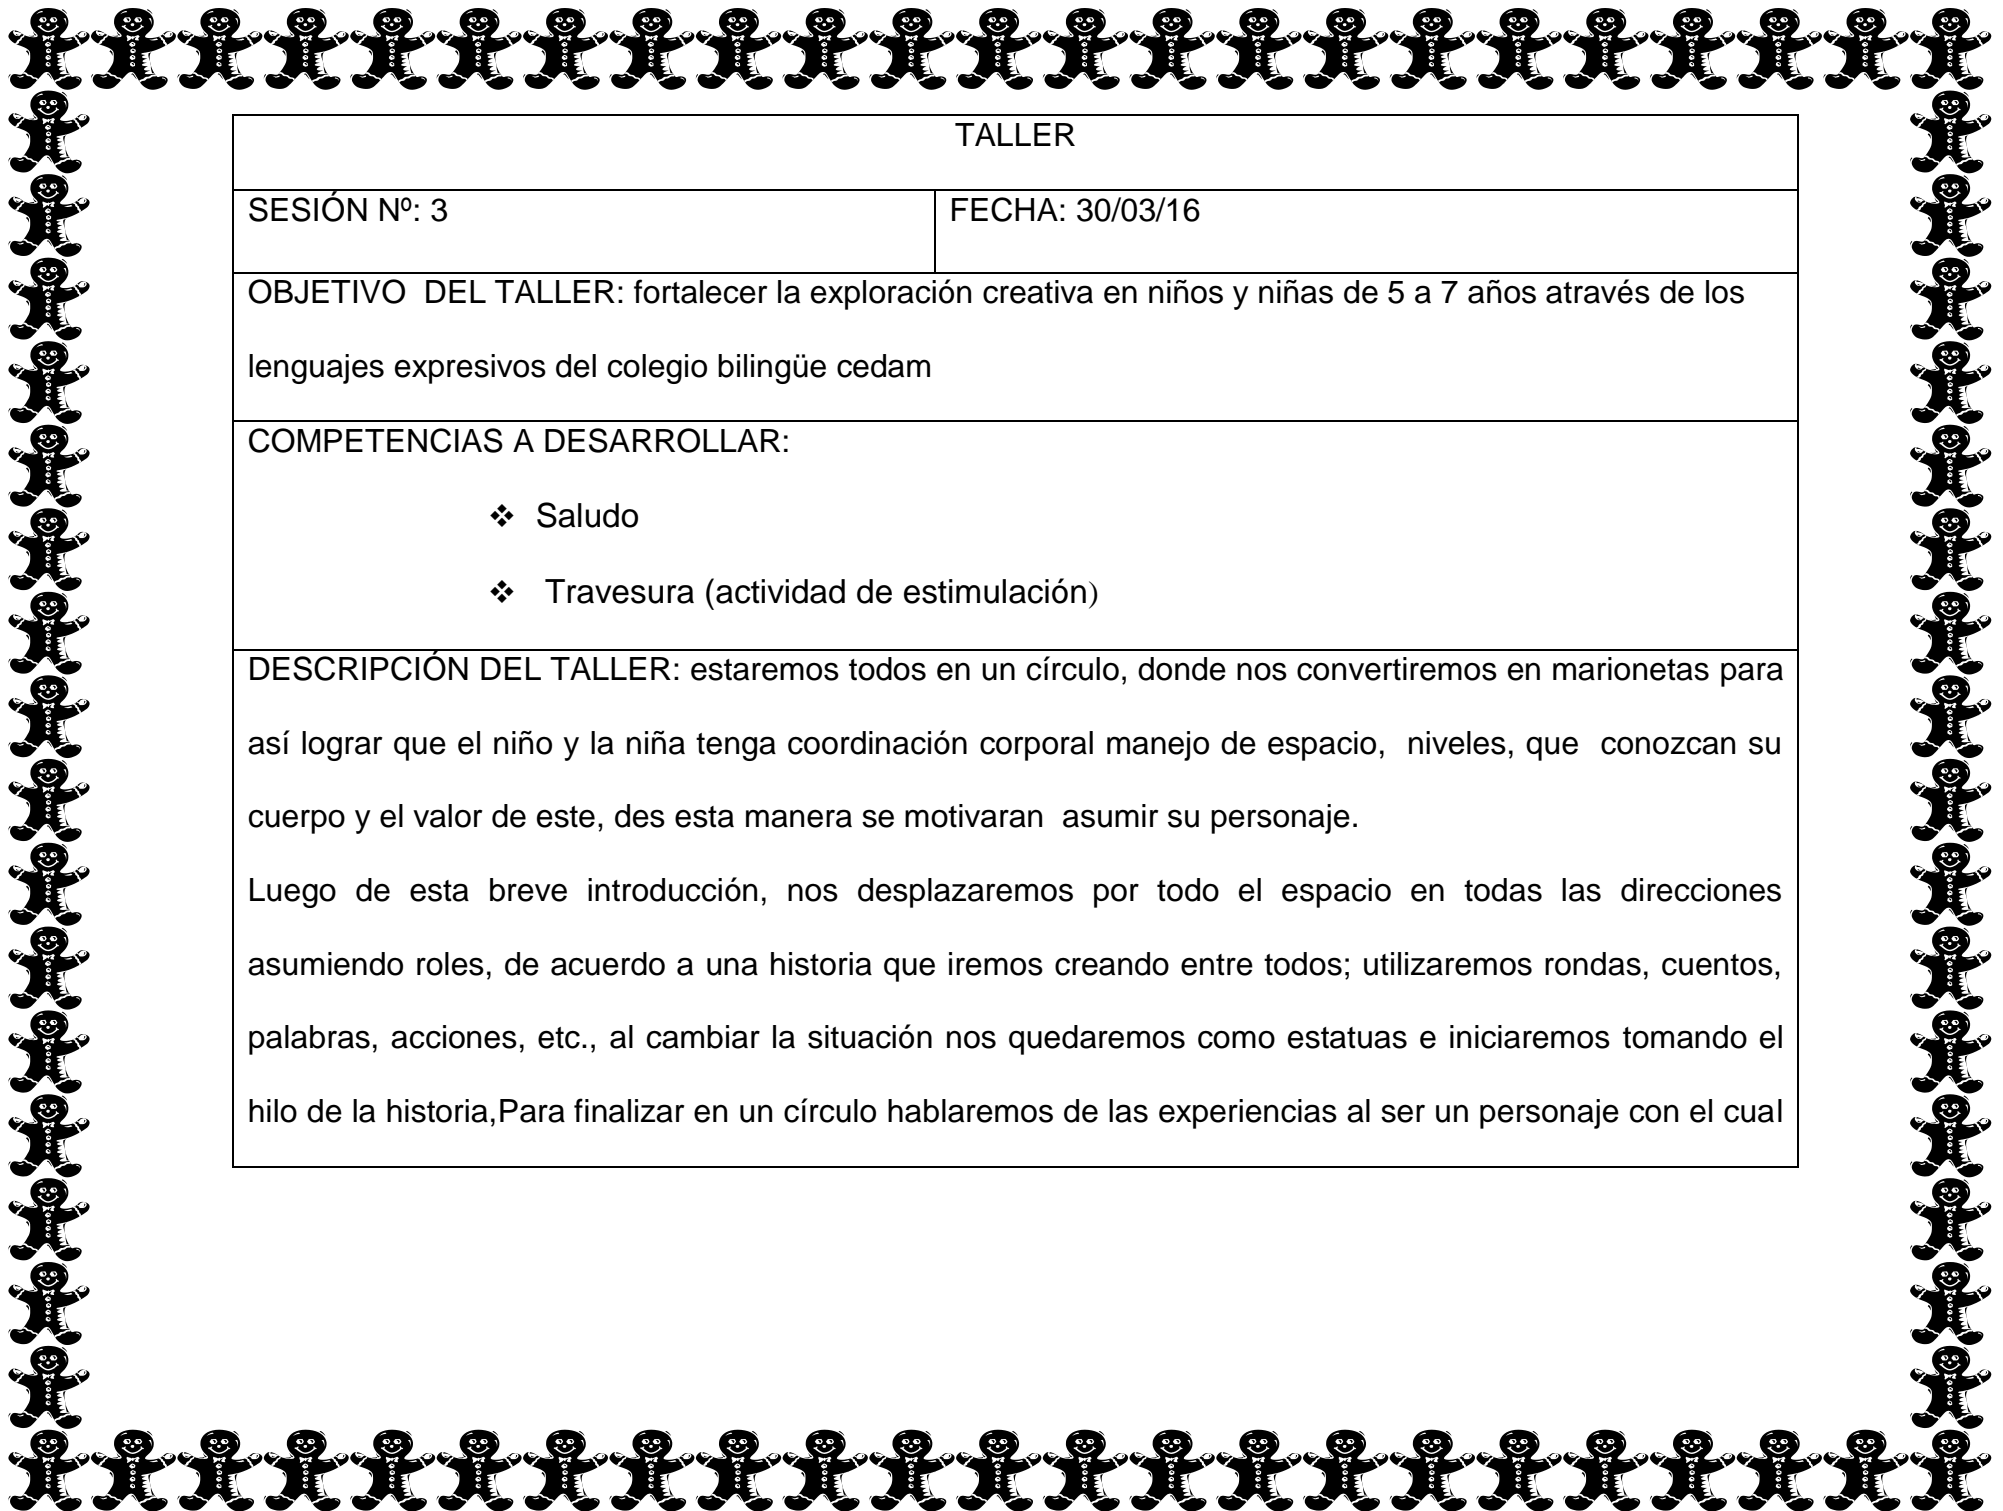 TALLER
SESIÓN Nº: 3
FECHA: 30/03/16
OBJETIVO DEL TALLER: fortalecer la exploración creativa en niños y niñas de 5 a 7 años através de los
lenguajes expresivos del colegio bilingüe cedam
COMPETENCIAS A DESARROLLAR:
❖ Saludo
❖ Travesura (actividad de estimulación)
DESCRIPCIÓN DEL TALLER: estaremos todos en un círculo, donde nos convertiremos en marionetas para
así lograr que el niño y la niña tenga coordinación corporal manejo de espacio, niveles, que conozcan su
cuerpo y el valor de este, des esta manera se motivaran asumir su personaje.
Luego de esta breve introducción, nos desplazaremos por todo el espacio en todas las direcciones
asumiendo roles, de acuerdo a una historia que iremos creando entre todos; utilizaremos rondas, cuentos,
palabras, acciones, etc., al cambiar la situación nos quedaremos como estatuas e iniciaremos tomando el
hilo de la historia,Para finalizar en un círculo hablaremos de las experiencias al ser un personaje con el cual